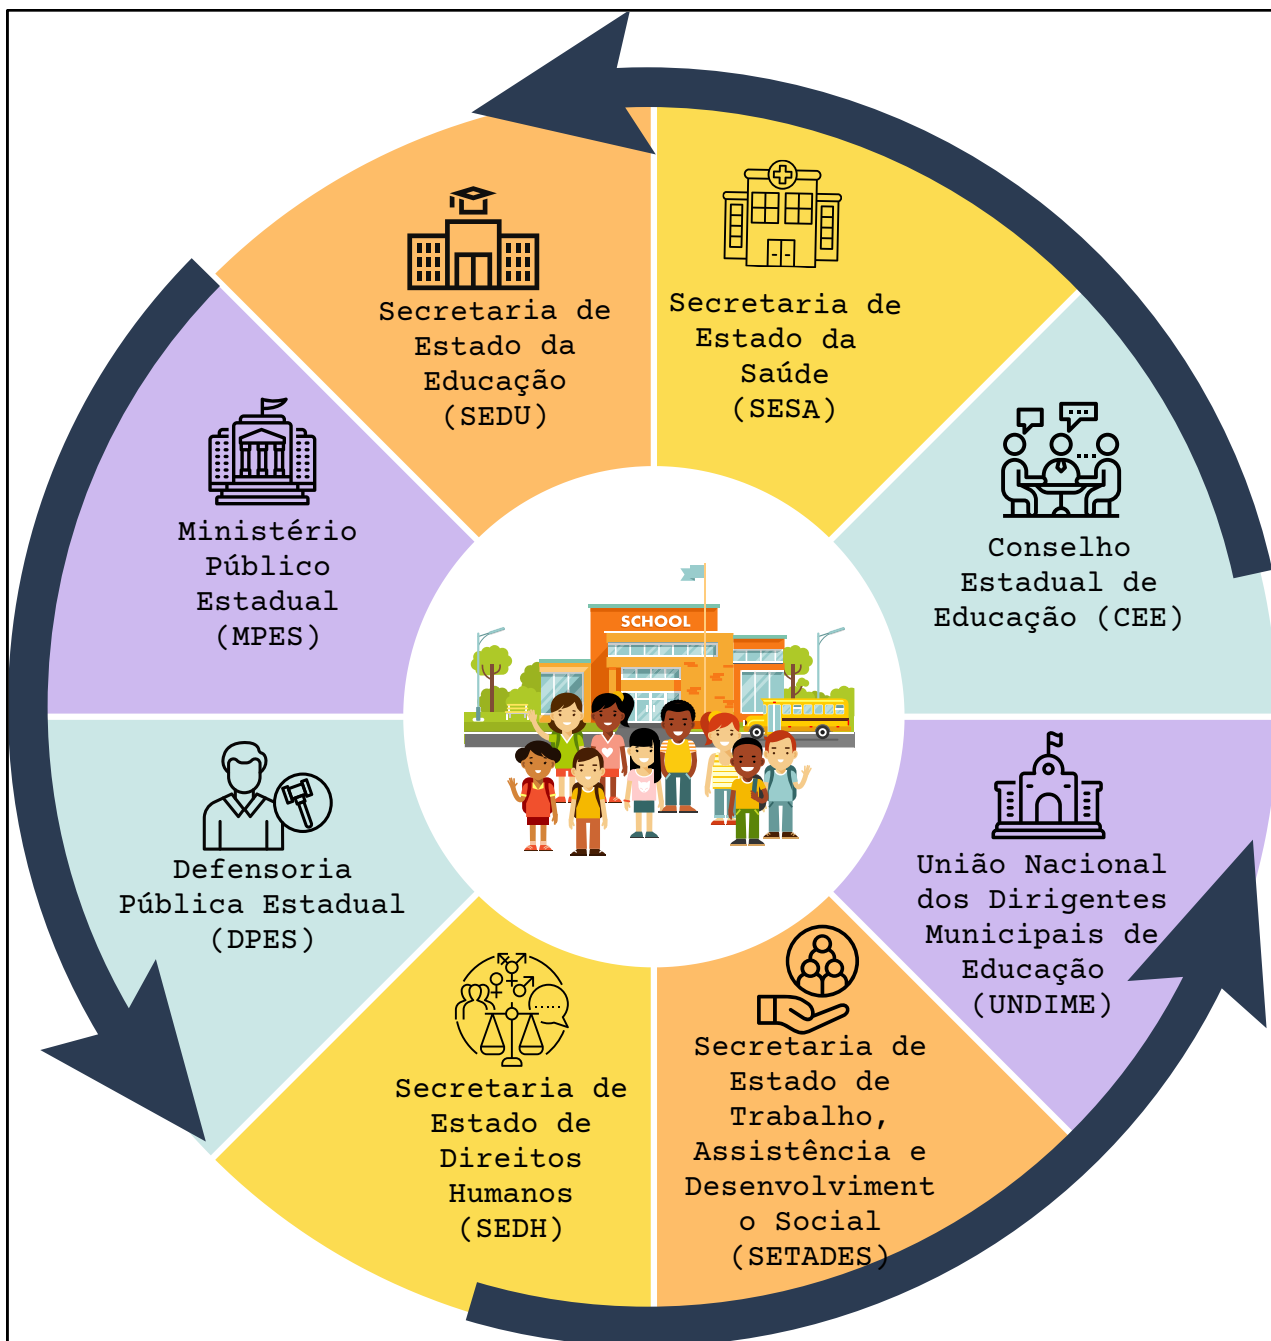 Secretaria de
Estado da
Educação
(SEDU)
Secretaria de
Estado da
Saúde
(SESA)
Conselho
Estadual de
Educação (CEE)
União Nacional
dos Dirigentes
Municipais de
Educação
(UNDIME)
Secretaria de
Estado de
Trabalho,
Assistência e
Desenvolviment
o Social
(SETADES)
Secretaria de
Estado de
Direitos
Humanos
(SEDH)
Defensoria
Pública Estadual
(DPES)
Ministério
Público
Estadual
(MPES)
SCHOOL